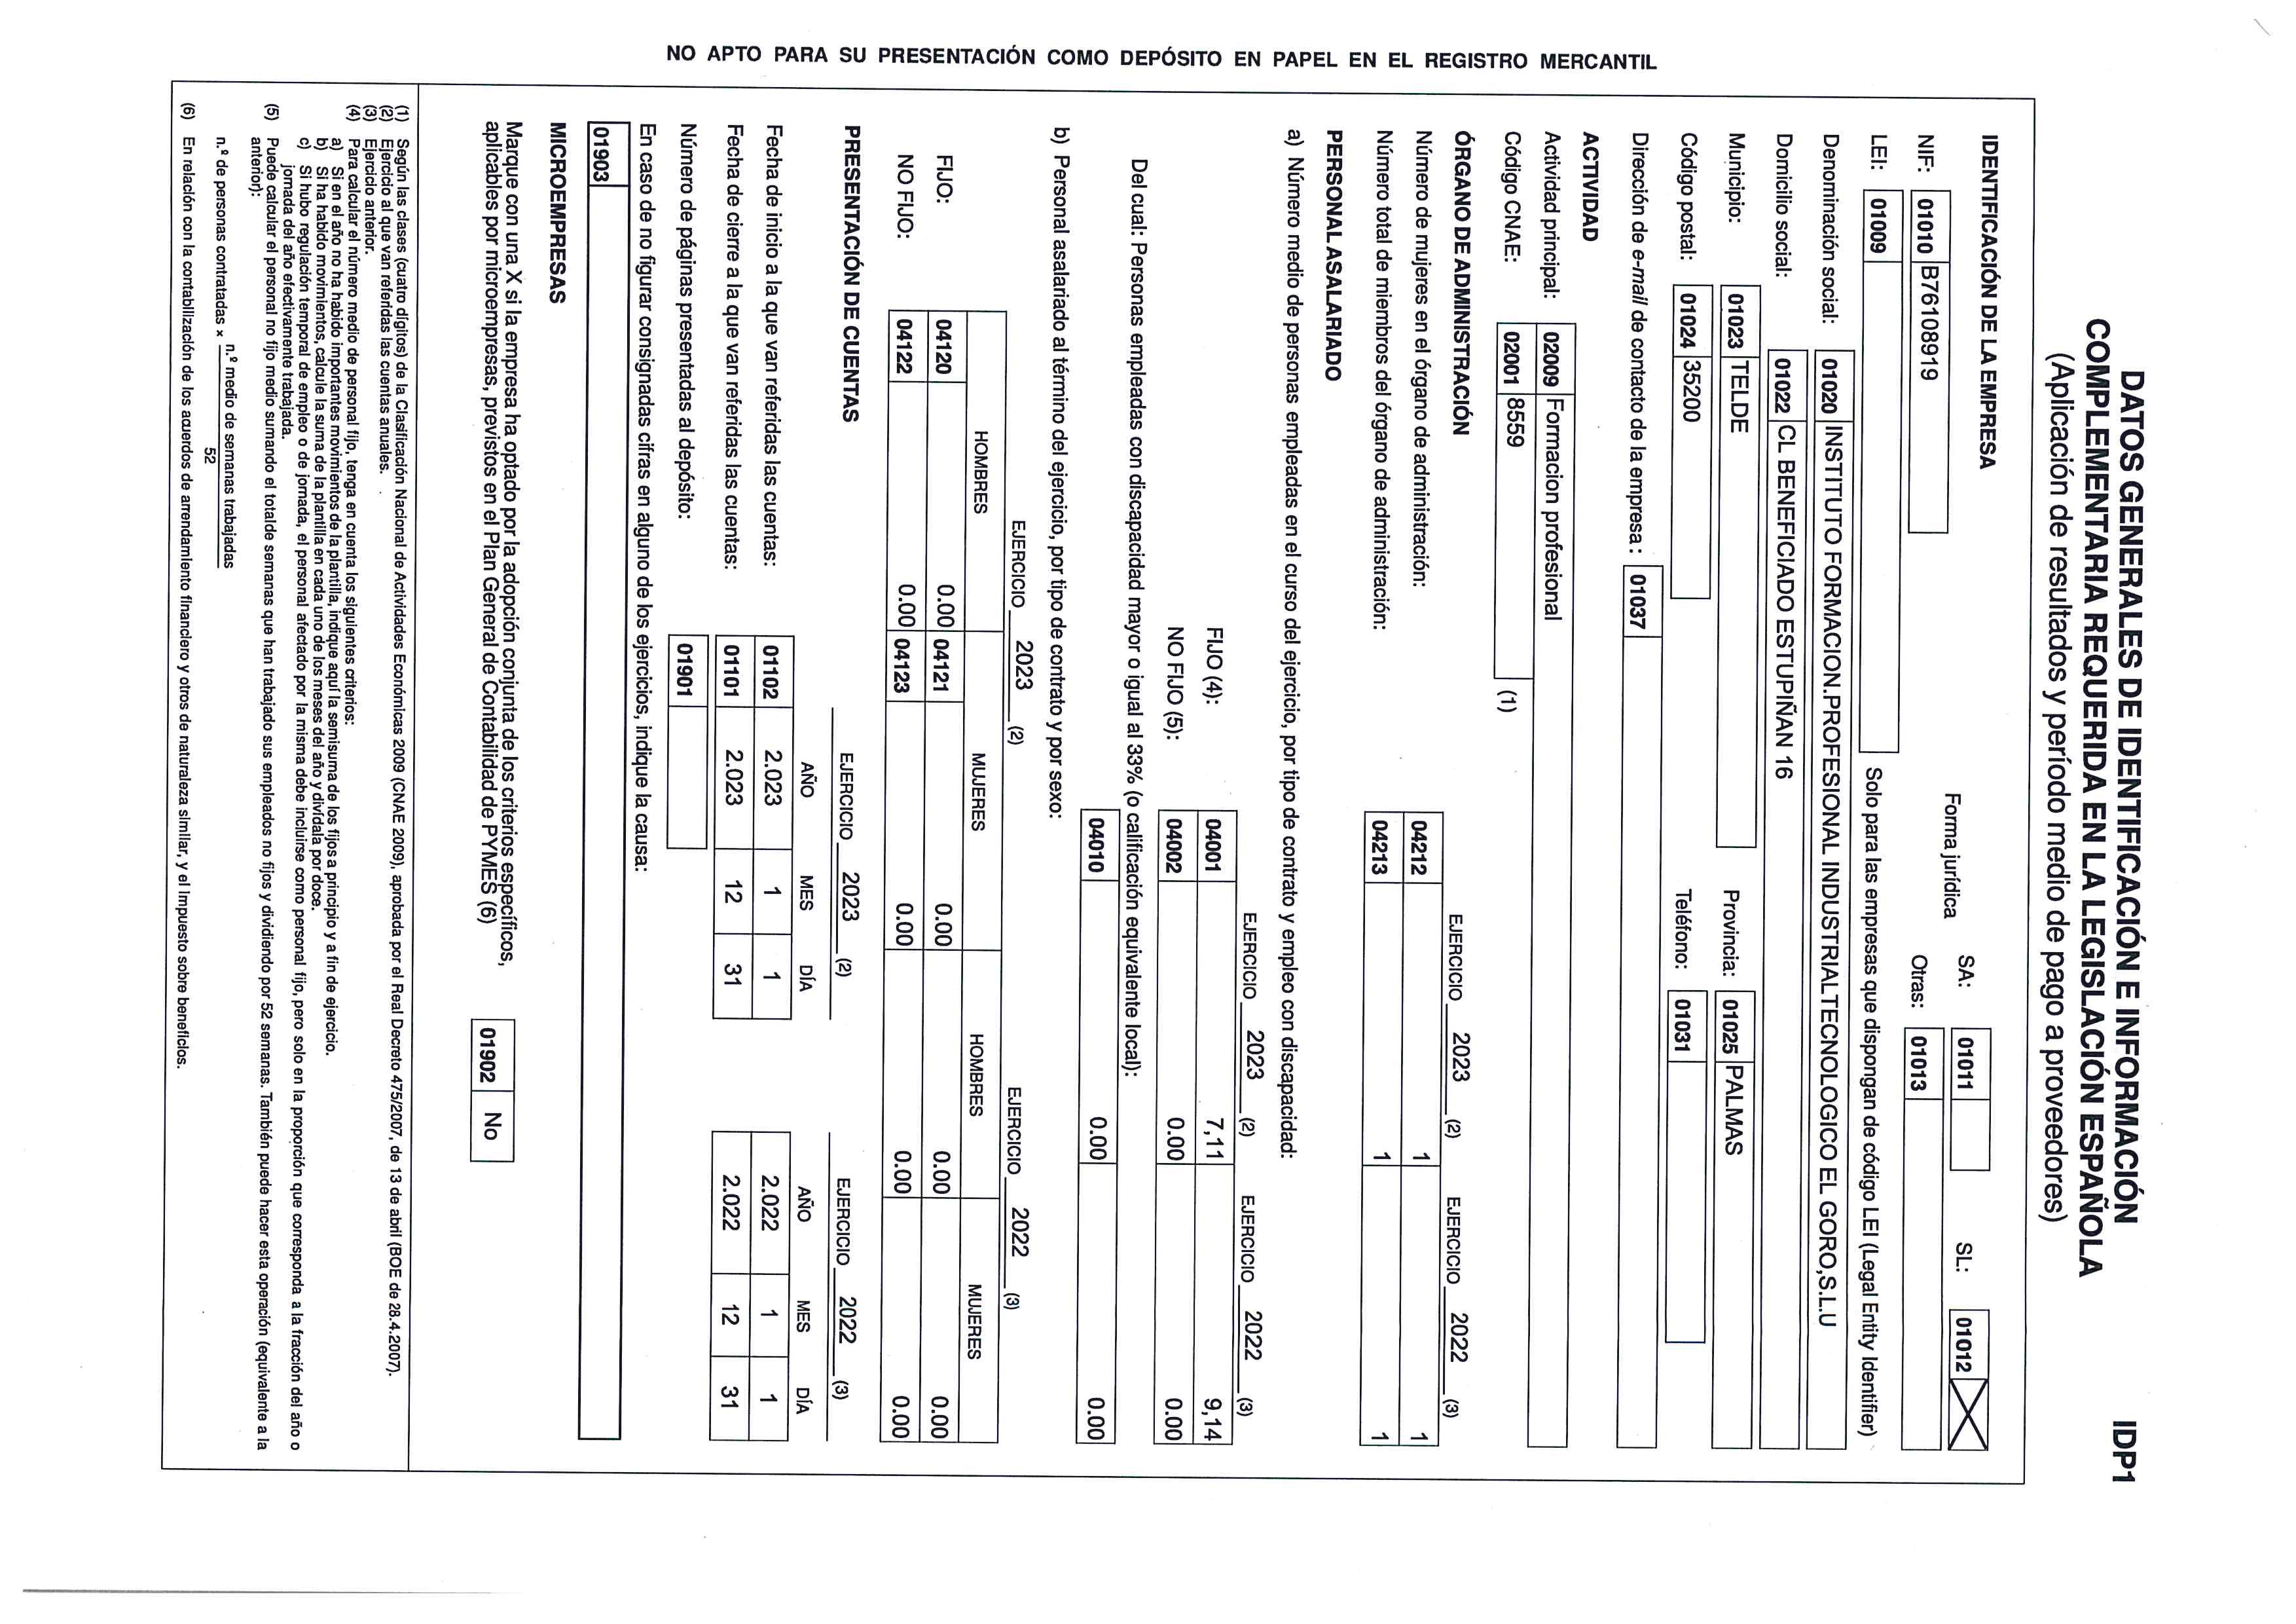 DATOS GENERALES DE IDENTIFICACIÓN E INFORMACIÓN
COMPLEMENTARIA REQUERIDA EN LA LEGISLACIÓN ESPAÑOLA
(Aplicación de resultados y período medio de pago a proveedores)
IDP1
IDENTIFICACIÓN DE LA EMPRESA
NIF: 01010 B76108919
Forma jurídica SA: 01011 SL: 01012 X
Otras: 01013
LEI: 01009 Solo para las empresas que dispongan de código LEI (Legal Entity Identifier)
Denominación social: 01020 INSTITUTO FORMACION.PROFESIONAL INDUSTRIALTECNOLOGICO EL GORO,S.L.U
Domicilio social: 01022 CL BENEFICIADO ESTUPIÑAN 16
Municipio: 01023 TELDE Provincia: 01025 PALMAS
Código postal: 01024 35200 Teléfono: 01031
Dirección de e-mail de contacto de la empresa: 01037
ACTIVIDAD
Actividad principal: 02009 Formacion profesional
Código CNAE: 02001 8559 (1)
ÓRGANO DE ADMINISTRACIÓN
EJERCICIO 2023 (2) EJERCICIO 2022 (3)
Número de mujeres en el órgano de administración: 04212 1 1
Número total de miembros del órgano de administración: 04213 1 1
PERSONAL ASALARIADO
a) Número medio de personas empleadas en el curso del ejercicio, por tipo de contrato y empleo con discapacidad:
EJERCICIO 2023 (2) EJERCICIO 2022 (3)
FIJO (4): 04001 7,11 9,14
NO FIJO (5): 04002 0.00 0.00
Del cual: Personas empleadas con discapacidad mayor o igual al 33% (o calificación equivalente local):
04010 0.00 0.00
b) Personal asalariado al término del ejercicio, por tipo de contrato y por sexo:
EJERCICIO 2023 (2) EJERCICIO 2022 (3)
HOMBRES MUJERES HOMBRES MUJERES
FIJO: 04120 0.00 04121 0.00 0.00 0.00
NO FIJO: 04122 0.00 04123 0.00 0.00 0.00
PRESENTACIÓN DE CUENTAS
EJERCICIO 2023 (2) EJERCICIO 2022 (3)
AÑO MES DÍA AÑO MES DÍA
Fecha de inicio a la que van referidas las cuentas: 01102 2.023 1 1 2.022 1 1
Fecha de cierre a la que van referidas las cuentas: 01101 2.023 12 31 2.022 12 31
Número de páginas presentadas al depósito: 01901
En caso de no figurar consignadas cifras en alguno de los ejercicios, indique la causa:
01903
MICROEMPRESAS
Marque con una X si la empresa ha optado por la adopción conjunta de los criterios específicos,
aplicables por microempresas, previstos en el Plan General de Contabilidad de PYMES (6) 01902 No
(1) Según las clases (cuatro dígitos) de la Clasificación Nacional de Actividades Económicas 2009 (CNAE 2009), aprobada por el Real Decreto 475/2007, de 13 de abril (BOE de 28.4.2007).
(2) Ejercicio al que van referidas las cuentas anuales.
(3) Ejercicio anterior.
(4) Para calcular el número medio de personal fijo, tenga en cuenta los siguientes criterios:
a) Si en el año no ha habido importantes movimientos de la plantilla, indique aquí la semisuma de los fijos a principio y a fin de ejercicio.
b) Si ha habido movimientos, calcule la suma de la plantilla en cada uno de los meses del año y divídala por doce.
c) Si hubo regulación temporal de empleo o de jornada, el personal afectado por la misma debe incluirse como personal fijo, pero solo en la proporción que corresponda a la fracción del año o
jornada del año efectivamente trabajada.
(5) Puede calcular el personal no fijo medio sumando el totalde semanas que han trabajado sus empleados no fijos y dividiendo por 52 semanas. También puede hacer esta operación (equivalente a la
anterior):
n.º de personas contratadas × n.º medio de semanas trabajadas
52
(6) En relación con la contabilización de los acuerdos de arrendamiento financiero y otros de naturaleza similar, y el Impuesto sobre beneficios.
NO APTO PARA SU PRESENTACIÓN COMO DEPÓSITO EN PAPEL EN EL REGISTRO MERCANTIL